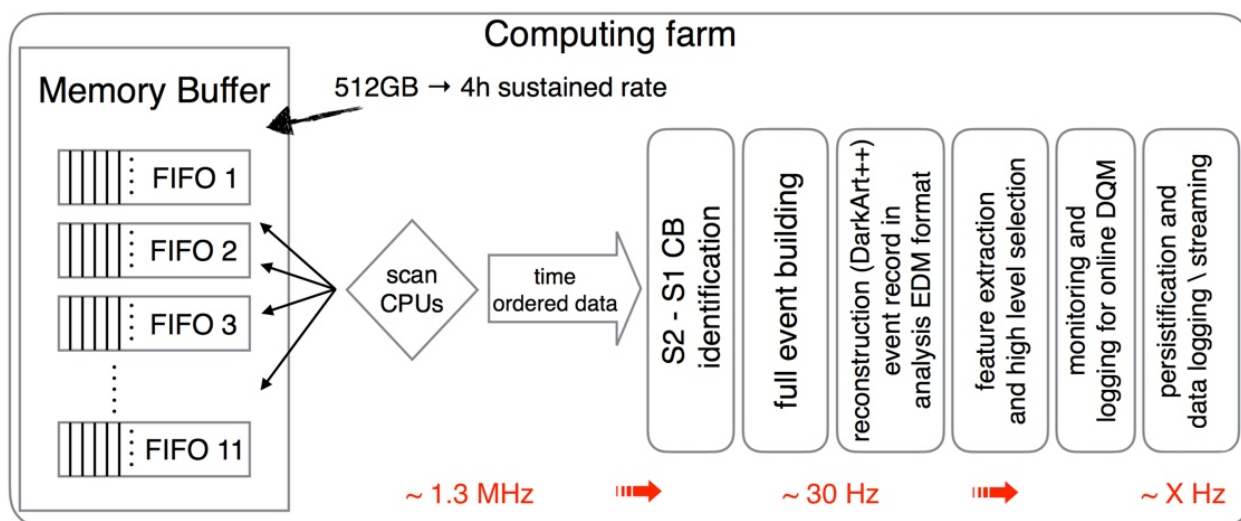 Computing farm
Memory Buffer
512GB → 4h sustained rate
FIFO 1
FIFO 2
FIFO 3
FIFO 11
scan
CPUs
time
ordered data
S2 - S1 CB
identification
full event building
reconstruction (DarkArt++)
event record in
analysis EDM format
feature extraction
and high level selection
monitoring and
logging for online DQM
persistification and
data logging \ streaming
~ 1.3 MHz
~ 30 Hz
~ X Hz